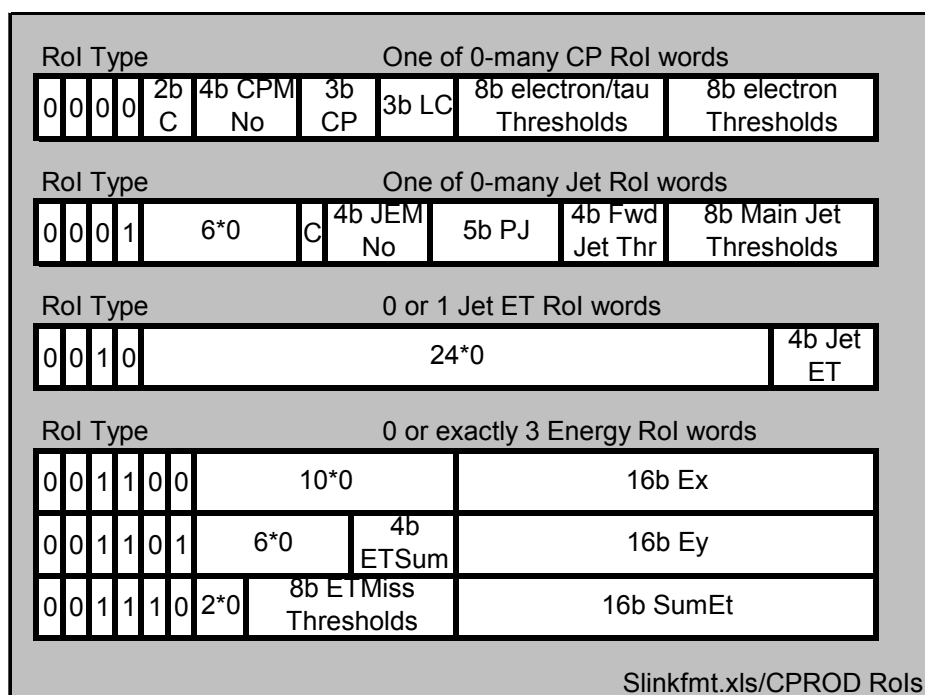 RoI Type One of 0-many CP RoI words
0 0 0 0 2b C 4b CPM No 3b CP 3b LC 8b electron/tau Thresholds 8b electron Thresholds
RoI Type One of 0-many Jet RoI words
0 0 0 1 6*0 C 4b JEM No 5b PJ 4b Fwd Jet Thr 8b Main Jet Thresholds
RoI Type 0 or 1 Jet ET RoI words
0 0 1 0 24*0 4b Jet ET
RoI Type 0 or exactly 3 Energy RoI words
0 0 1 1 0 0 10*0 16b Ex
0 0 1 1 0 1 6*0 4b ETSum 16b Ey
0 0 1 1 1 0 2*0 8b ETMiss Thresholds 16b SumEt
Slinkfmt.xls/CPROD RoIs